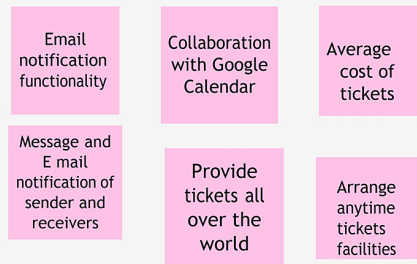 Email
notification
functionality
Collaboration
with Google
Calendar
Average
cost of
tickets
Message and
E mail
notification of
sender and
receivers
Provide
tickets all
over the
world
Arrange
anytime
tickets
facilities